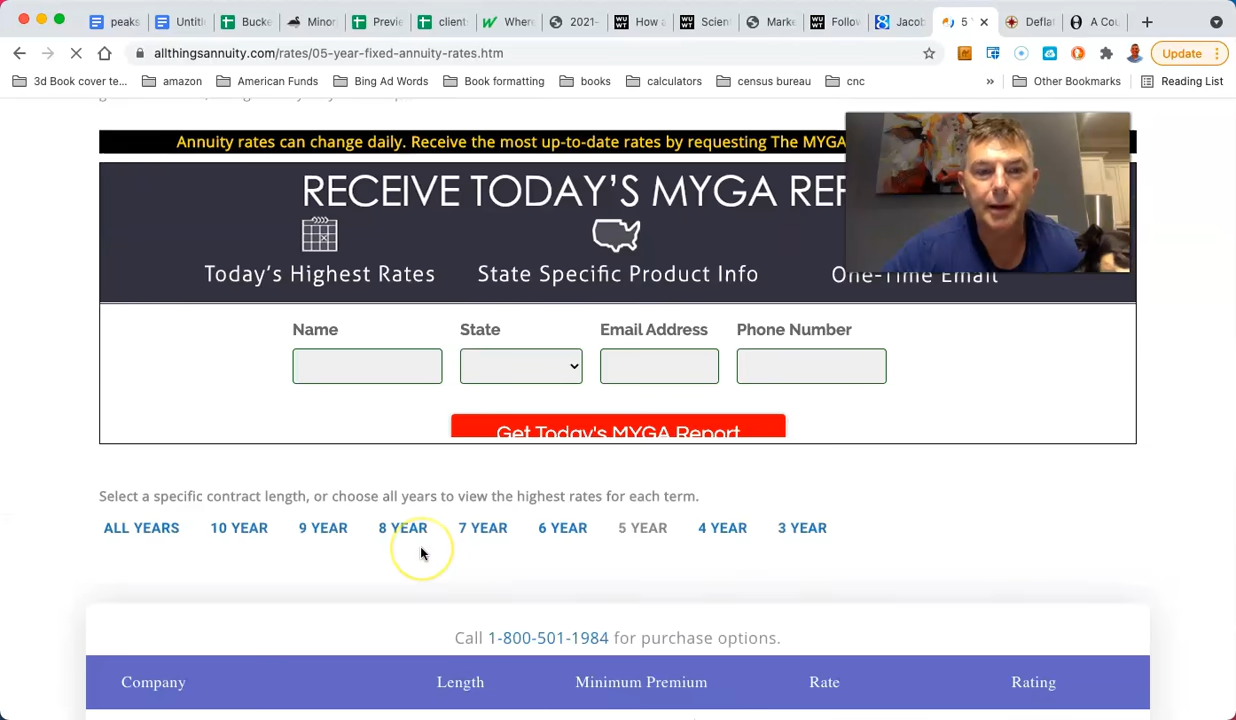 peaks
Untitl
Bucke
Minor
Previe
client
Where
2021-
How a
Scien
Marke
Follow
Jacob
5
Deflat
A Cou
allthingsannuity.com/rates/05-year-fixed-annuity-rates.htm
Update
3d Book cover te...
amazon
American Funds
Bing Ad Words
Book formatting
books
calculators
census bureau
cnc
Other Bookmarks
Reading List
Annuity rates can change daily. Receive the most up-to-date rates by requesting The MYGA
RECEIVE TODAY'S MYGA REP
Today's Highest Rates
State Specific Product Info
One-Time Email
Name
State
Email Address
Phone Number
Get Today's MYGA Report
Select a specific contract length, or choose all years to view the highest rates for each term.
ALL YEARS 10 YEAR 9 YEAR 8 YEAR 7 YEAR 6 YEAR 5 YEAR 4 YEAR 3 YEAR
Call 1-800-501-1984 for purchase options.
Company Length Minimum Premium Rate Rating